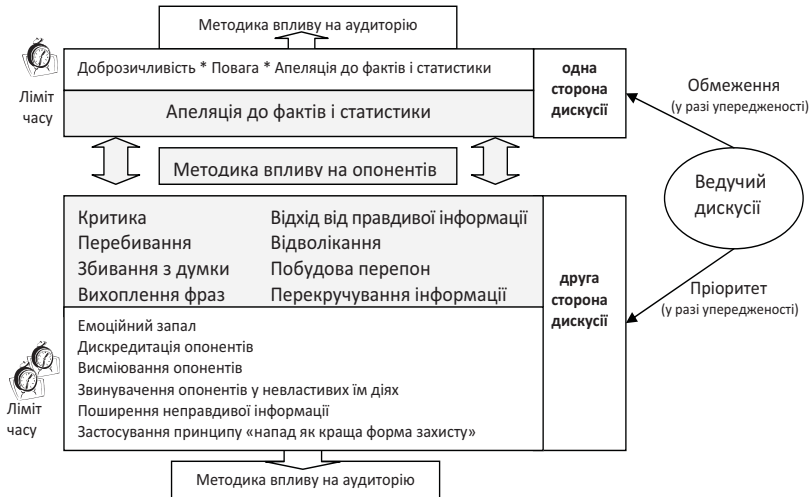 Методика впливу на аудиторію
Доброзичливість * Повага * Апеляція до фактів і статистики
Апеляція до фактів і статистики
одна
сторона
дискусії
Ліміт
часу
Обмеження
(у разі упередженості)
Методика впливу на опонентів
Ведучий
дискусії
Критика Відхід від правдивої інформації
Перебивання Відволікання
Збивання з думки Побудова перепон
Вихоплення фраз Перекручування інформації
друга
сторона
дискусії
Пріоритет
(у разі упередженості)
Емоційний запал
Дискредитація опонентів
Висміювання опонентів
Звинувачення опонентів у невластивих їм діях
Поширення неправдивої інформації
Застосування принципу «напад як краща форма захисту»
Ліміт
часу
Методика впливу на аудиторію